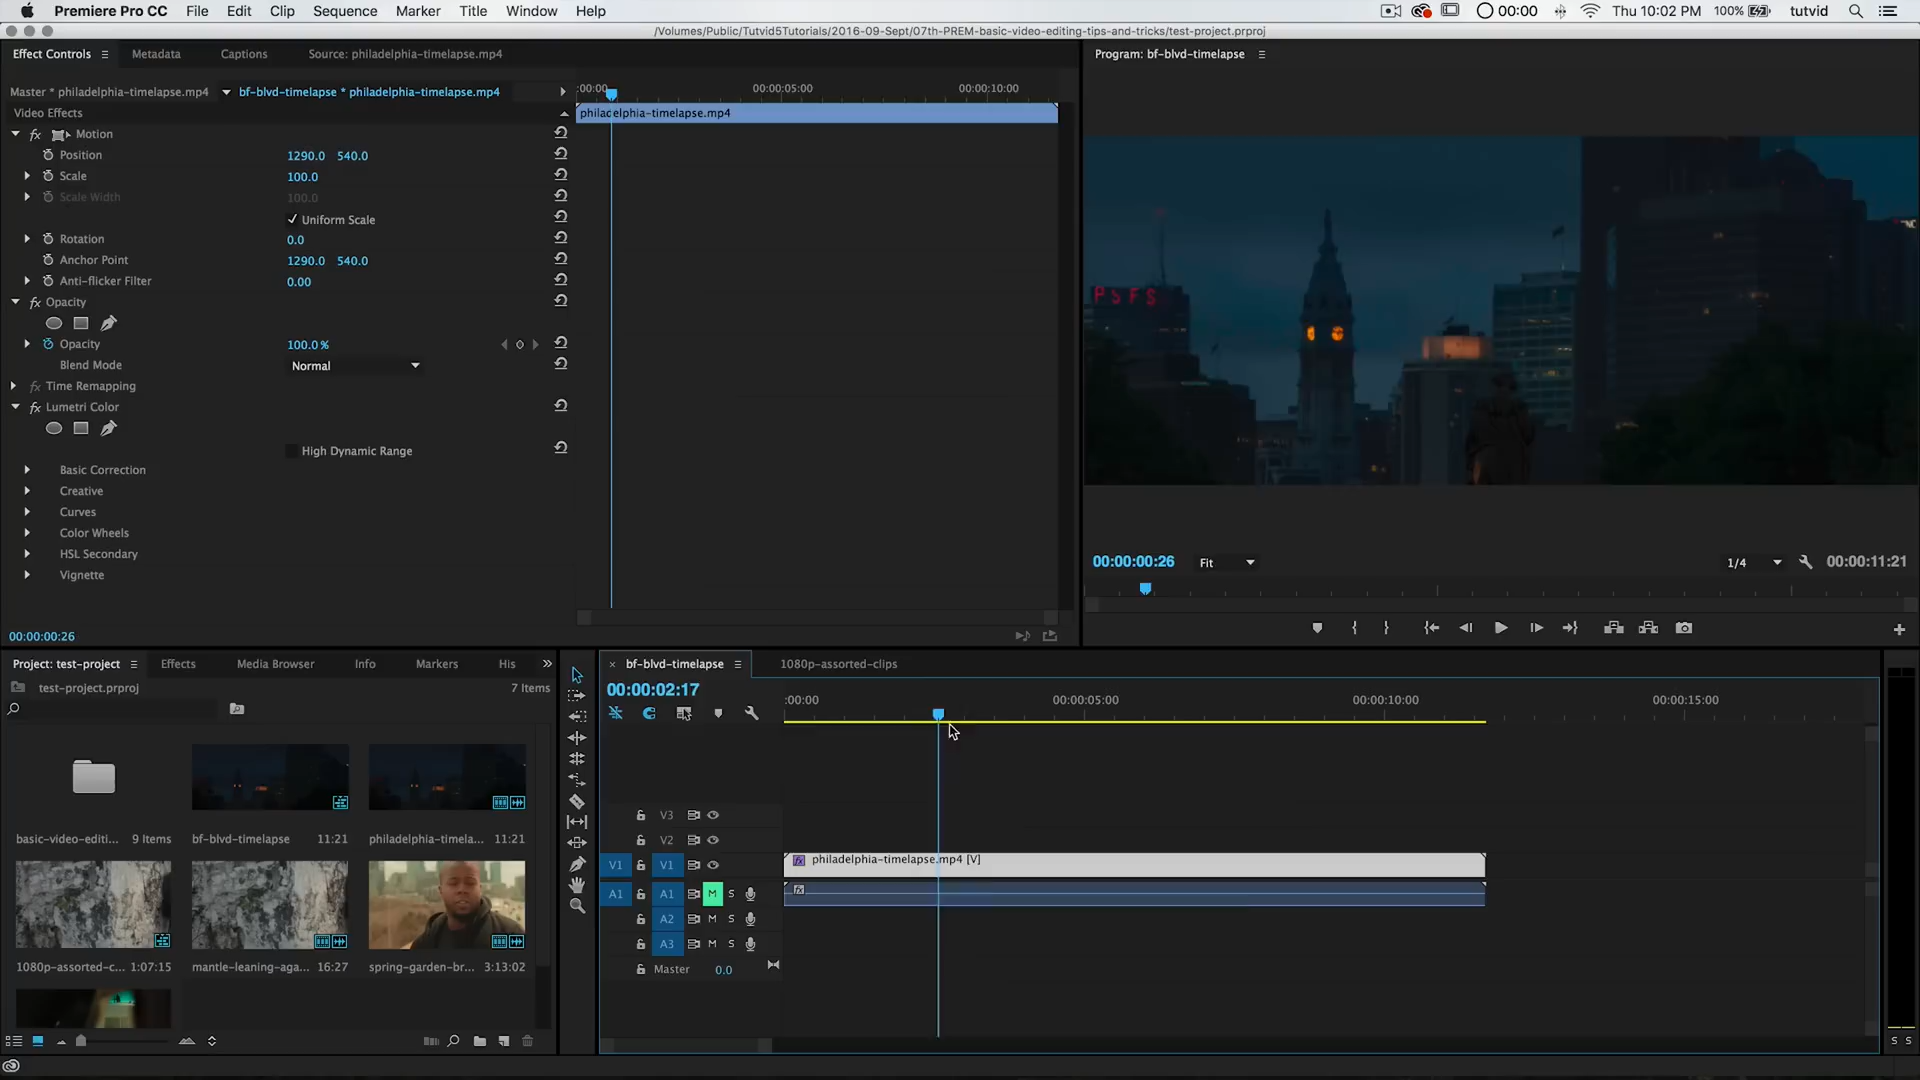 Premiere Pro CC File Edit Clip Sequence Marker Title Window Help 00:00 Thu 10:02 PM 100% tutvid
/Volumes/Public/Tutvid5Tutorials/2016-09-Sept/07th-PREM-basic-video-editing-tips-and-tricks/test-project.prproj
Effect Controls Metadata Captions Source: philadelphia-timelapse.mp4
Master * philadelphia-timelapse.mp4 bf-blvd-timelapse * philadelphia-timelapse.mp4
:00:00 00:00:05:00 00:00:10:00
philadelphia-timelapse.mp4
Video Effects
fx Motion
Position 1290.0 540.0
Scale 100.0
Scale Width 100.0
Uniform Scale
Rotation 0.0
Anchor Point 1290.0 540.0
Anti-flicker Filter 0.00
fx Opacity
Opacity 100.0 %
Blend Mode Normal
fx Time Remapping
fx Lumetri Color
High Dynamic Range
Basic Correction
Creative
Curves
Color Wheels
HSL Secondary
Vignette
00:00:00:26
Program: bf-blvd-timelapse
PSFS
00:00:00:26 Fit 1/4 00:00:11:21
Project: test-project Effects Media Browser Info Markers His
test-project.prproj 7 Items
basic-video-editi... 9 Items
bf-blvd-timelapse 11:21
philadelphia-timela... 11:21
1080p-assorted-c... 1:07:15
mantle-leaning-aga... 16:27
spring-garden-br... 3:13:02
bf-blvd-timelapse 1080p-assorted-clips
00:00:02:17
:00:00 00:00:05:00 00:00:10:00 00:00:15:00
V3
V2
V1 V1 fx philadelphia-timelapse.mp4 [V]
A1 A1 M S fx
A2 M S
A3 M S
Master 0.0
S S